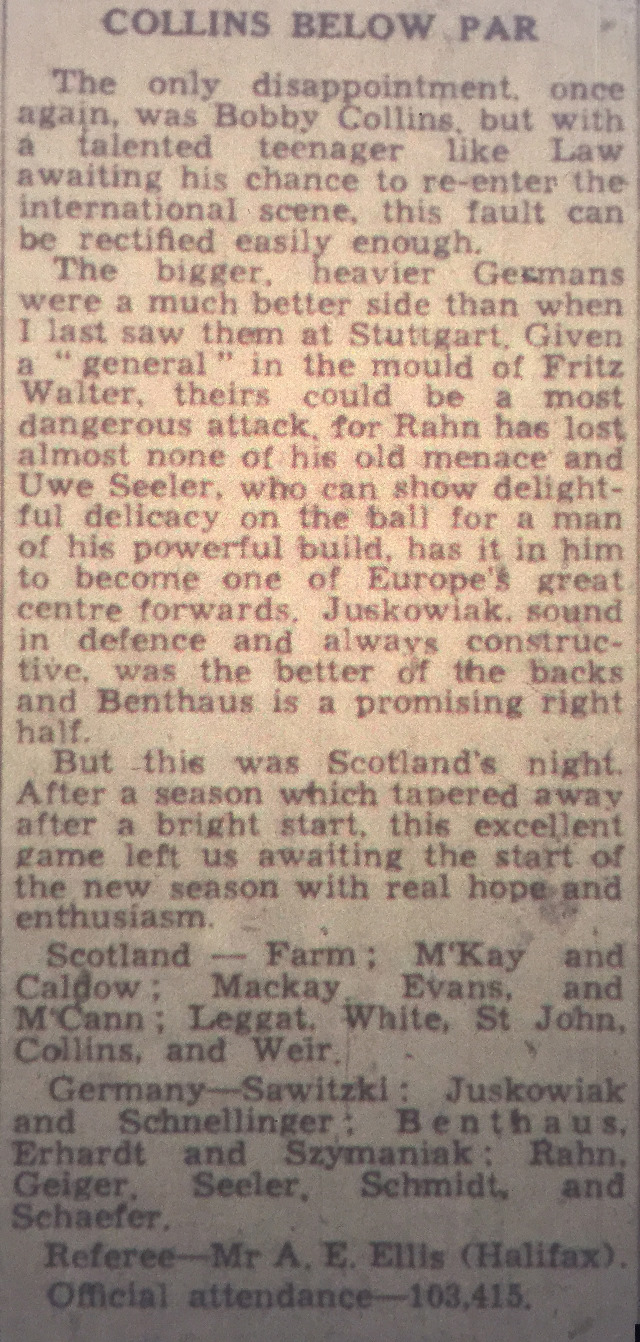 COLLINS BELOW PAR
The only disappointment, once
again, was Bobby Collins, but with
a talented teenager like Law
awaiting his chance to re-enter the
international scene, this fault can
be rectified easily enough.
The bigger, heavier Germans
were a much better side than when
I last saw them at Stuttgart. Given
a "general" in the mould of Fritz
Walter, theirs could be a most
dangerous attack, for Rahn has lost
almost none of his old menace and
Uwe Seeler, who can show delight-
ful delicacy on the ball for a man
of his powerful build, has it in him
to become one of Europe's great
centre forwards. Juskowiak, sound
in defence and always construc-
tive, was the better of the backs
and Benthaus is a promising right
half.
But this was Scotland's night.
After a season which tapered away
after a bright start, this excellent
game left us awaiting the start of
the new season with real hope and
enthusiasm.
Scotland — Farm; M'Kay and
Caldow; Mackay, Evans, and
M'Cann; Leggat, White, St John,
Collins, and Weir.
Germany—Sawitzki; Juskowiak
and Schnellinger; Benthaus,
Erhardt and Szymaniak; Rahn,
Geiger, Seeler, Schmidt, and
Schaefer.
Referee—Mr A. E. Ellis (Halifax).
Official attendance—103,415.